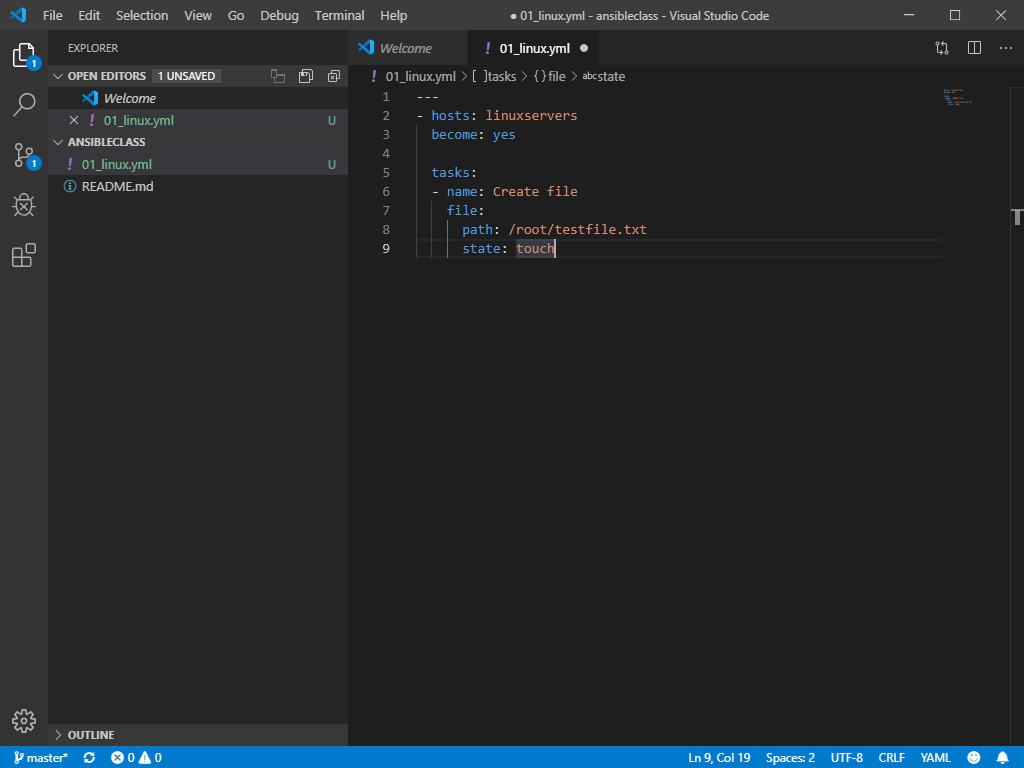 File Edit Selection View Go Debug Terminal Help ● 01_linux.yml - ansibleclass - Visual Studio Code
EXPLORER
OPEN EDITORS 1 UNSAVED
Welcome
01_linux.yml U
ANSIBLECLASS
! 01_linux.yml U
README.md
OUTLINE
1
1
Welcome ! 01_linux.yml ●
! 01_linux.yml > [ ]tasks > { }file > abcstate
1 ---
2 - hosts: linuxservers
3 become: yes
4
5 tasks:
6 - name: Create file
7 file:
8 path: /root/testfile.txt
9 state: touch
master* 0 0 Ln 9, Col 19 Spaces: 2 UTF-8 CRLF YAML